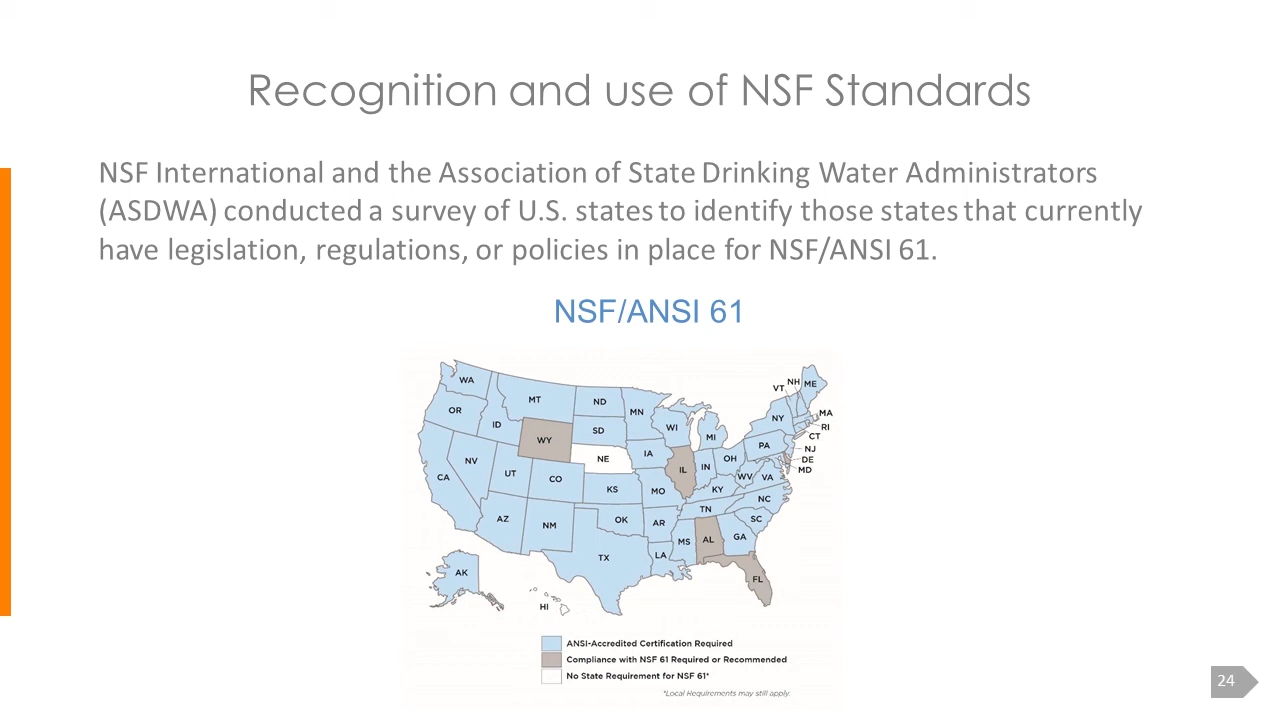 Recognition and use of NSF Standards
NSF International and the Association of State Drinking Water Administrators
(ASDWA) conducted a survey of U.S. states to identify those states that currently
have legislation, regulations, or policies in place for NSF/ANSI 61.
NSF/ANSI 61
WA
MT
ND
MN
VT
NH
ME
OR
ID
WY
SD
WI
MI
NY
MA
RI
CT
NV
UT
CO
NE
IA
IL
IN
OH
PA
NJ
DE
MD
CA
KS
MO
KY
WV
VA
AZ
NM
OK
AR
TN
NC
SC
TX
LA
MS
AL
GA
FL
AK
HI
ANSI-Accredited Certification Required
Compliance with NSF 61 Required or Recommended
No State Requirement for NSF 61*
*Local Requirements may still apply.
24